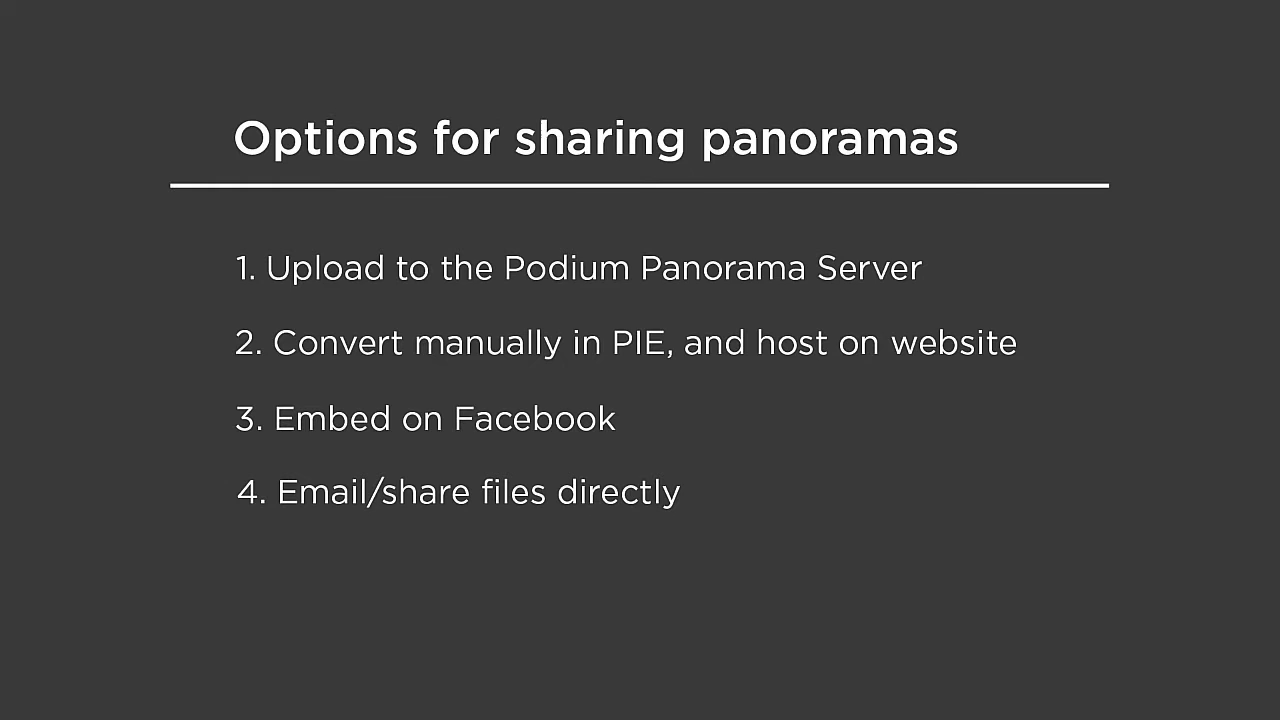 Options for sharing panoramas
1. Upload to the Podium Panorama Server
2. Convert manually in PIE, and host on website
3. Embed on Facebook
4. Email/share files directly